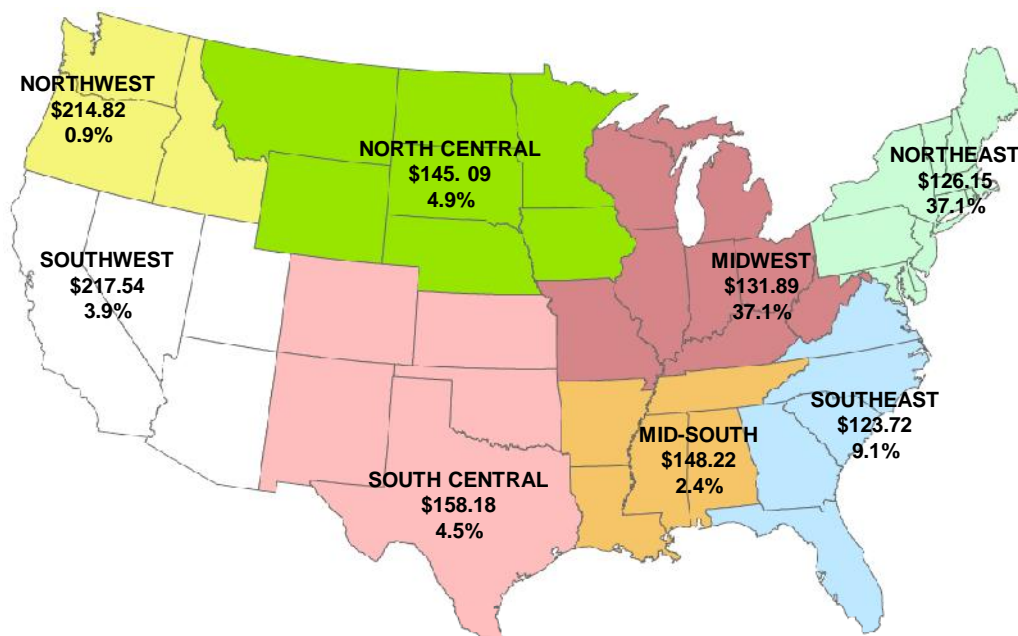 NORTHWEST
$214.82
0.9%
NORTH CENTRAL
$145. 09
4.9%
NORTHEAST
$126.15
37.1%
SOUTHWEST
$217.54
3.9%
MIDWEST
$131.89
37.1%
SOUTHEAST
$123.72
9.1%
MID-SOUTH
$148.22
2.4%
SOUTH CENTRAL
$158.18
4.5%